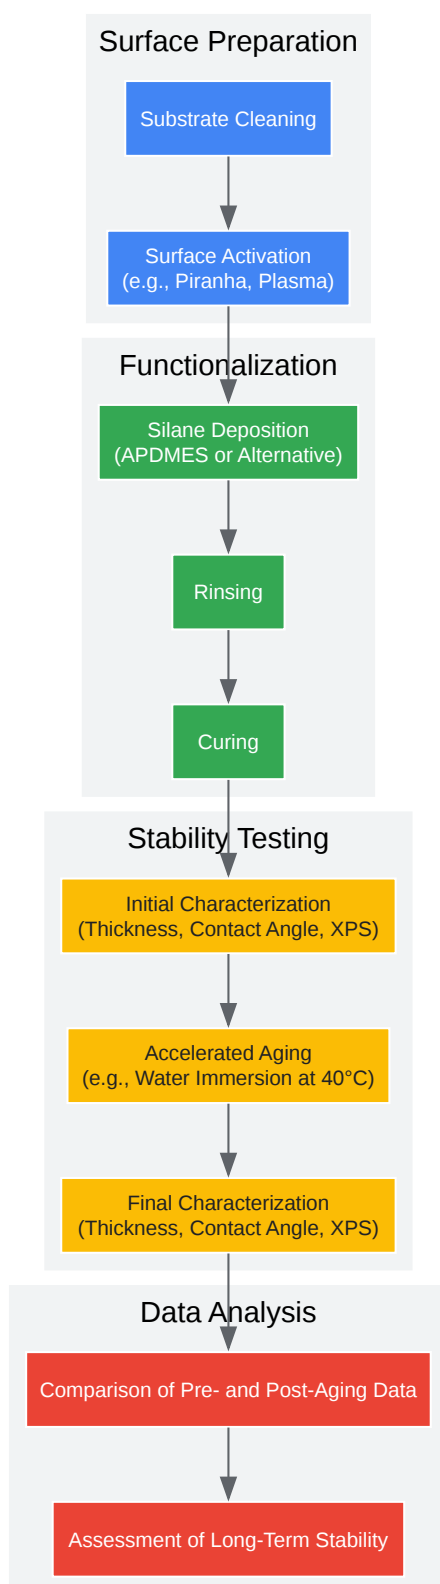 Surface Preparation
Substrate Cleaning
Surface Activation
(e.g., Piranha, Plasma)
Functionalization
Silane Deposition
(APDMES or Alternative)
Rinsing
Curing
Stability Testing
Initial Characterization
(Thickness, Contact Angle, XPS)
Accelerated Aging
(e.g., Water Immersion at 40°C)
Final Characterization
(Thickness, Contact Angle, XPS)
Data Analysis
Comparison of Pre- and Post-Aging Data
Assessment of Long-Term Stability